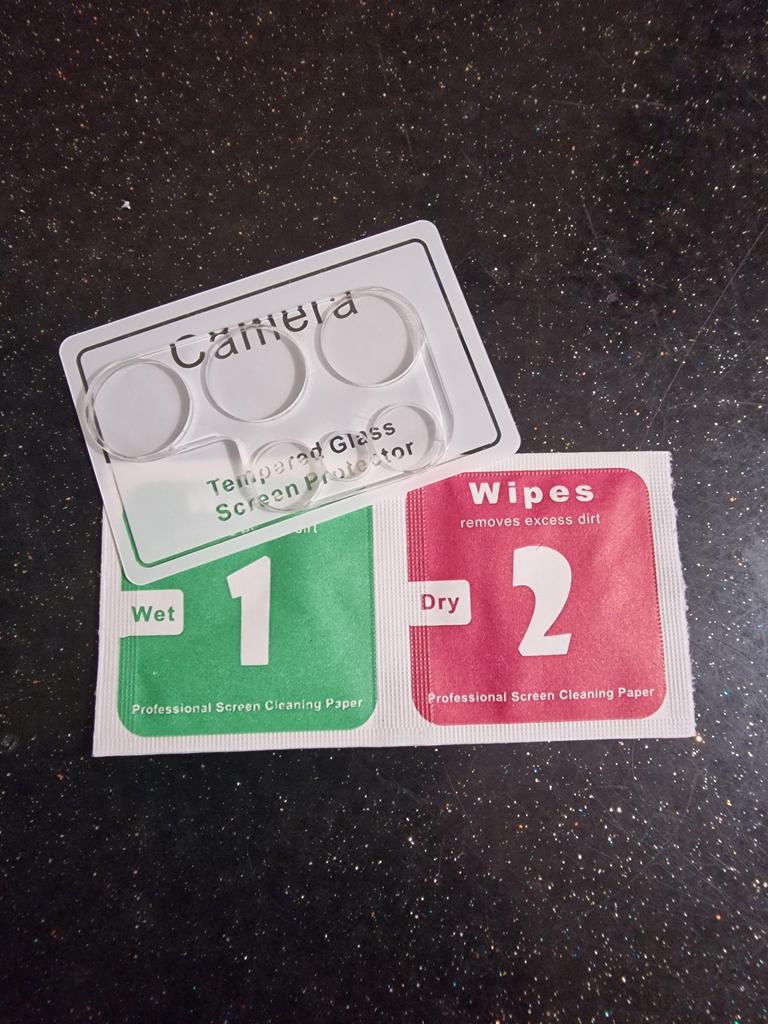 Camera
Tempered Glass
Screen Protector
Wet
1
Professional Screen Cleaning Paper
Wipes
removes excess dirt
Dry
2
Professional Screen Cleaning Paper